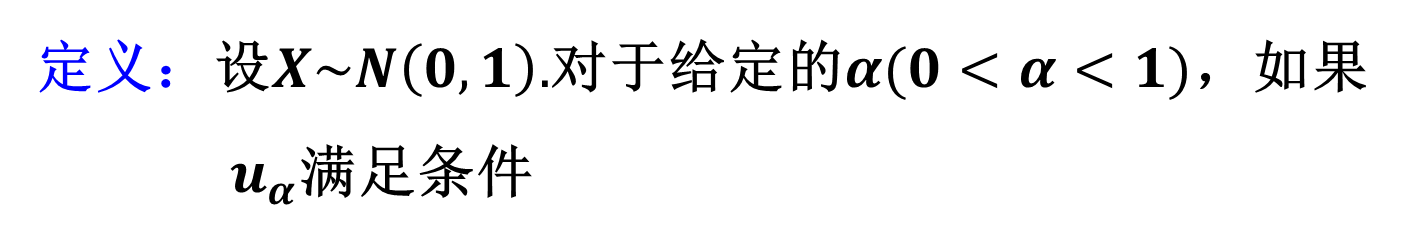 定义：设X~N(0,1).对于给定的α(0 < α < 1)，如果
u_α满足条件